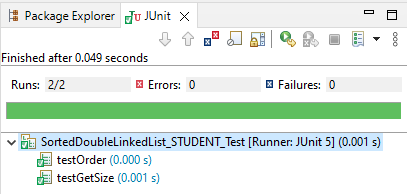 Package Explorer JUnit
Finished after 0.049 seconds
Runs: 2/2 Errors: 0 Failures: 0
SortedDoubleLinkedList_STUDENT_Test [Runner: JUnit 5] (0.001 s)
testOrder (0.000 s)
testGetSize (0.001 s)